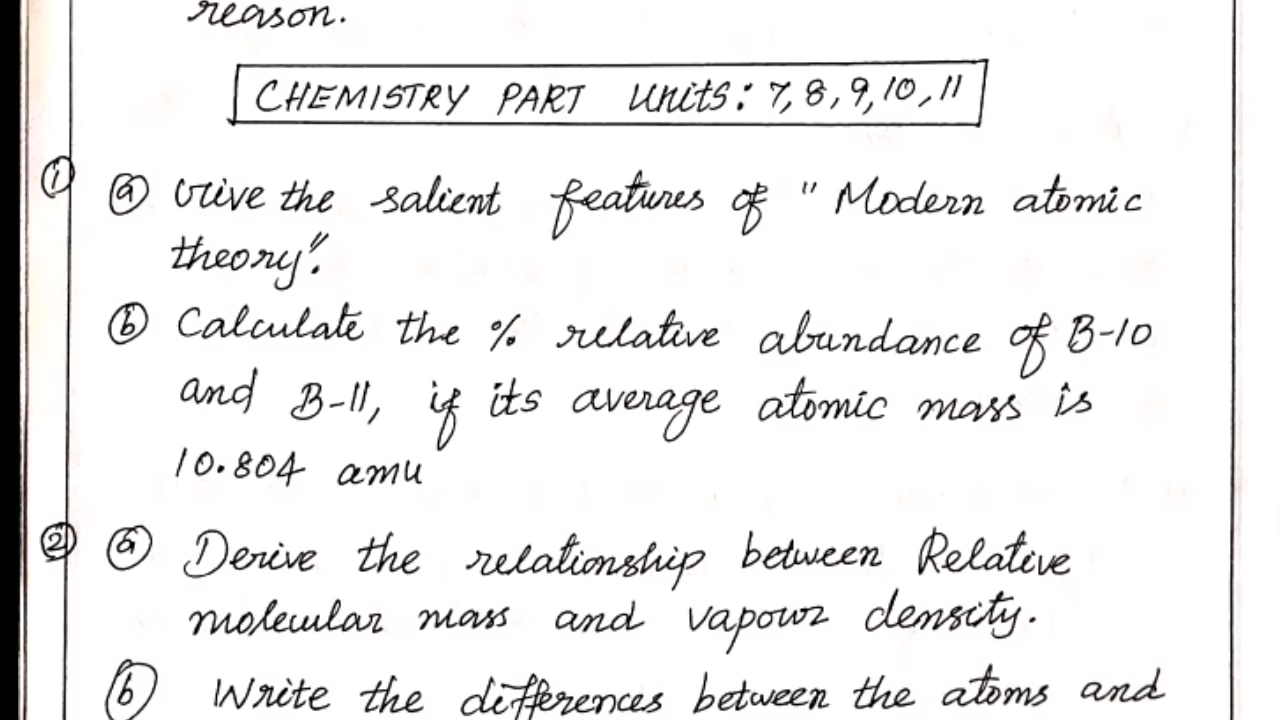 reason.
CHEMISTRY PART Units: 7, 8, 9, 10, 11
① ⓐ Give the salient features of "Modern atomic
theory".
ⓑ Calculate the % relative abundance of B-10
and B-11, if its average atomic mass is
10.804 amu
② ⓐ Derive the relationship between Relative
molecular mass and vapour density.
ⓑ Write the differences between the atoms and